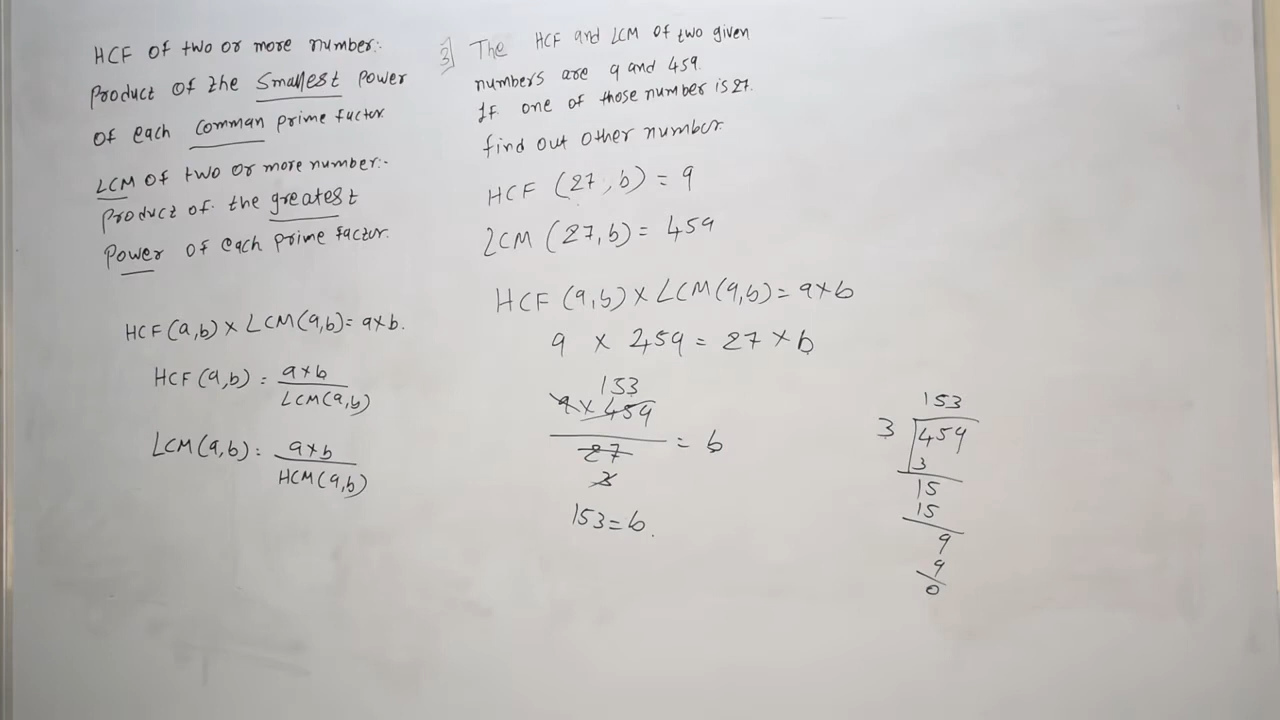 HCF of two or more number:-
Product of the Smallest Power
of each Comman prime factor
LCM of two or more number:-
Product of the greatest
Power of each prime factor.
HCF(a,b) × LCM(a,b) = a×b.
HCF(a,b) = a×b / LCM(a,b)
LCM(a,b) = a×b / HCM(a,b)
3] The HCF and LCM of two given
numbers are 9 and 459.
If one of those number is 27.
find out other number.
HCF (27, b) = 9
LCM (27, b) = 459
HCF (a,b) × LCM(a,b) = a×b
9 × 459 = 27 × b
153
9 × 459
27 = b
3
153 = b.
153
3 459
3
15
15
9
9
0